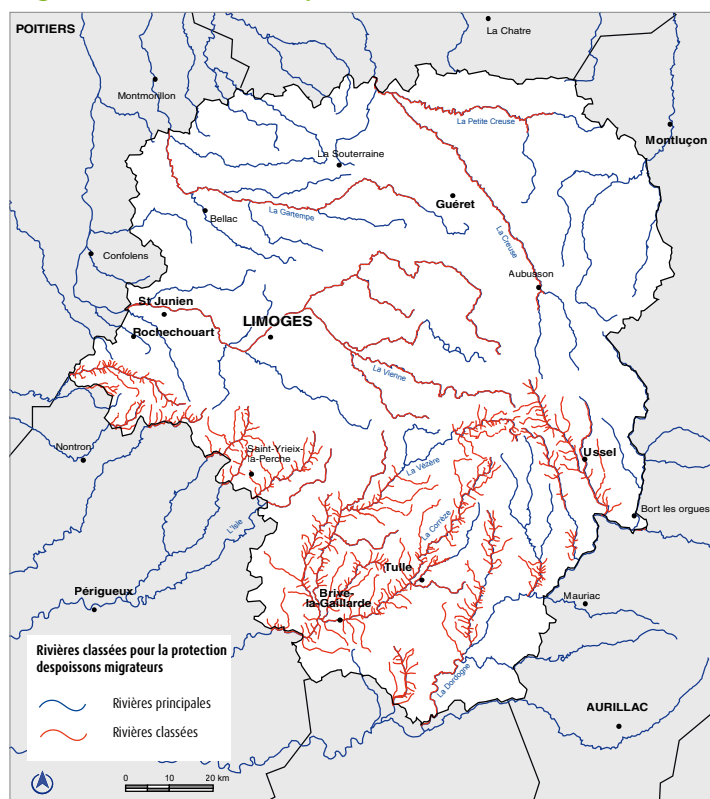 POITIERS
La Chatre
Montmorillon
La Petite Creuse
Montluçon
La Souterraine
Guéret
La Gartempe
Bellac
La Creuse
Confolens
Aubusson
St Junien
LIMOGES
Rochechouart
La Vienne
Nontron
Saint-Yrieix-
la-Perche
La Vézère
Ussel
Bort les orgues
L'Isle
La Corrèze
Tulle
Périgueux
Brive-
la-Gaillarde
Mauriac
La Dordogne
AURILLAC
Rivières classées pour la protection
despoissons migrateurs
Rivières principales
Rivières classées
0 10 20 km